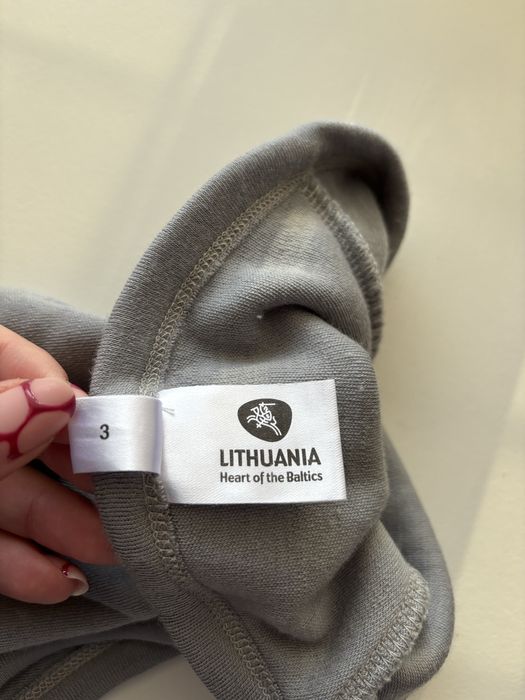 3
LITHUANIA
Heart of the Baltics